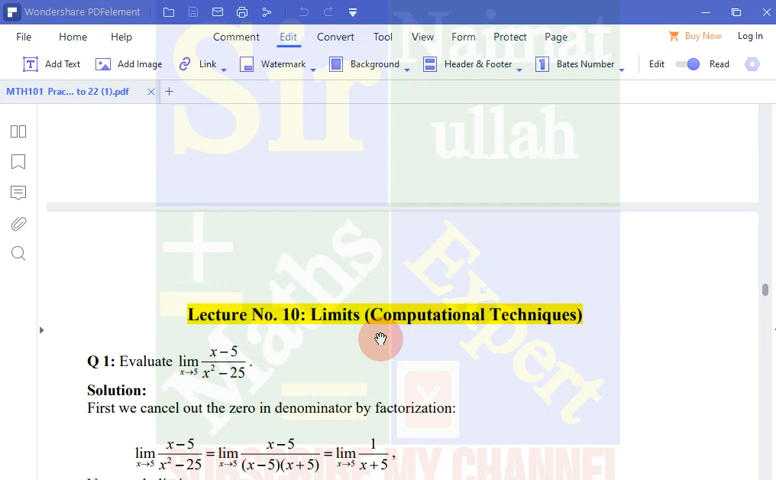 Wondershare PDFelement
File Home Help Comment Edit Convert Tool View Form Protect Page Buy Now Log In
Add Text Add Image Link Watermark Background Header & Footer Bates Number Edit Read
MTH101 Prac... to 22 (1).pdf
Sir Naimat
ullah
Maths Expert
Lecture No. 10: Limits (Computational Techniques)
Q 1: Evaluate lim x→5 (x−5)/(x² −25) .
Solution:
First we cancel out the zero in denominator by factorization:
lim x→5 (x−5)/(x² −25) = lim x→5 (x−5)/((x−5)(x+5)) = lim x→5 1/(x+5) ,
SUBSCRIBE MY CHANNEL